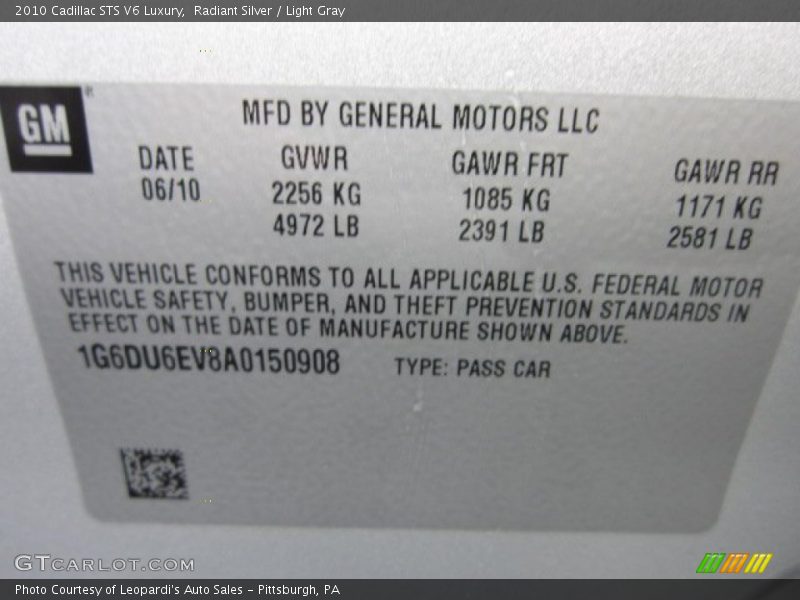 2010 Cadillac STS V6 Luxury,  Radiant Silver / Light Gray
GM ®
MFD BY GENERAL MOTORS LLC
DATE GVWR GAWR FRT GAWR RR
06/10 2256 KG 1085 KG 1171 KG
4972 LB 2391 LB 2581 LB
THIS VEHICLE CONFORMS TO ALL APPLICABLE U.S. FEDERAL MOTOR
VEHICLE SAFETY, BUMPER, AND THEFT PREVENTION STANDARDS IN
EFFECT ON THE DATE OF MANUFACTURE SHOWN ABOVE.
1G6DU6EV8A0150908 TYPE: PASS CAR
GTCARLOT.COM
Photo Courtesy of Leopardi's Auto Sales - Pittsburgh, PA